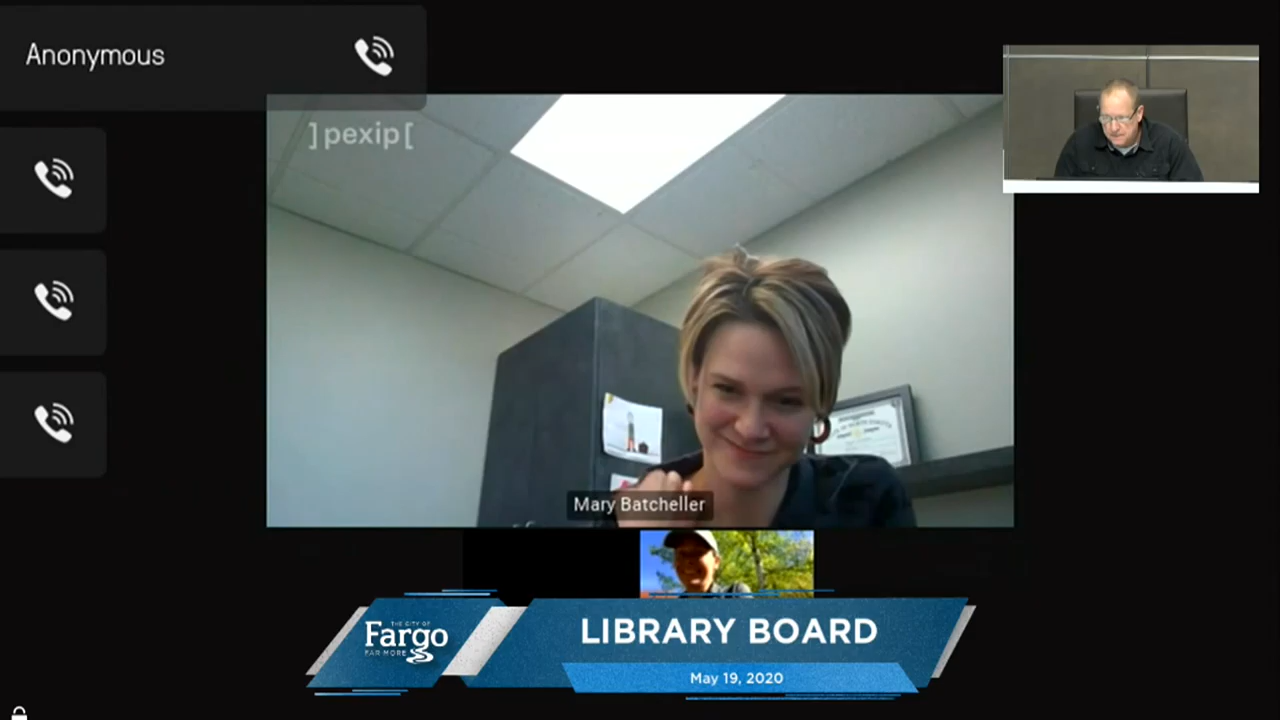 Anonymous
]pexip[
Mary Batcheller
THE CITY OF
Fargo
FAR MORE
LIBRARY BOARD
May 19, 2020